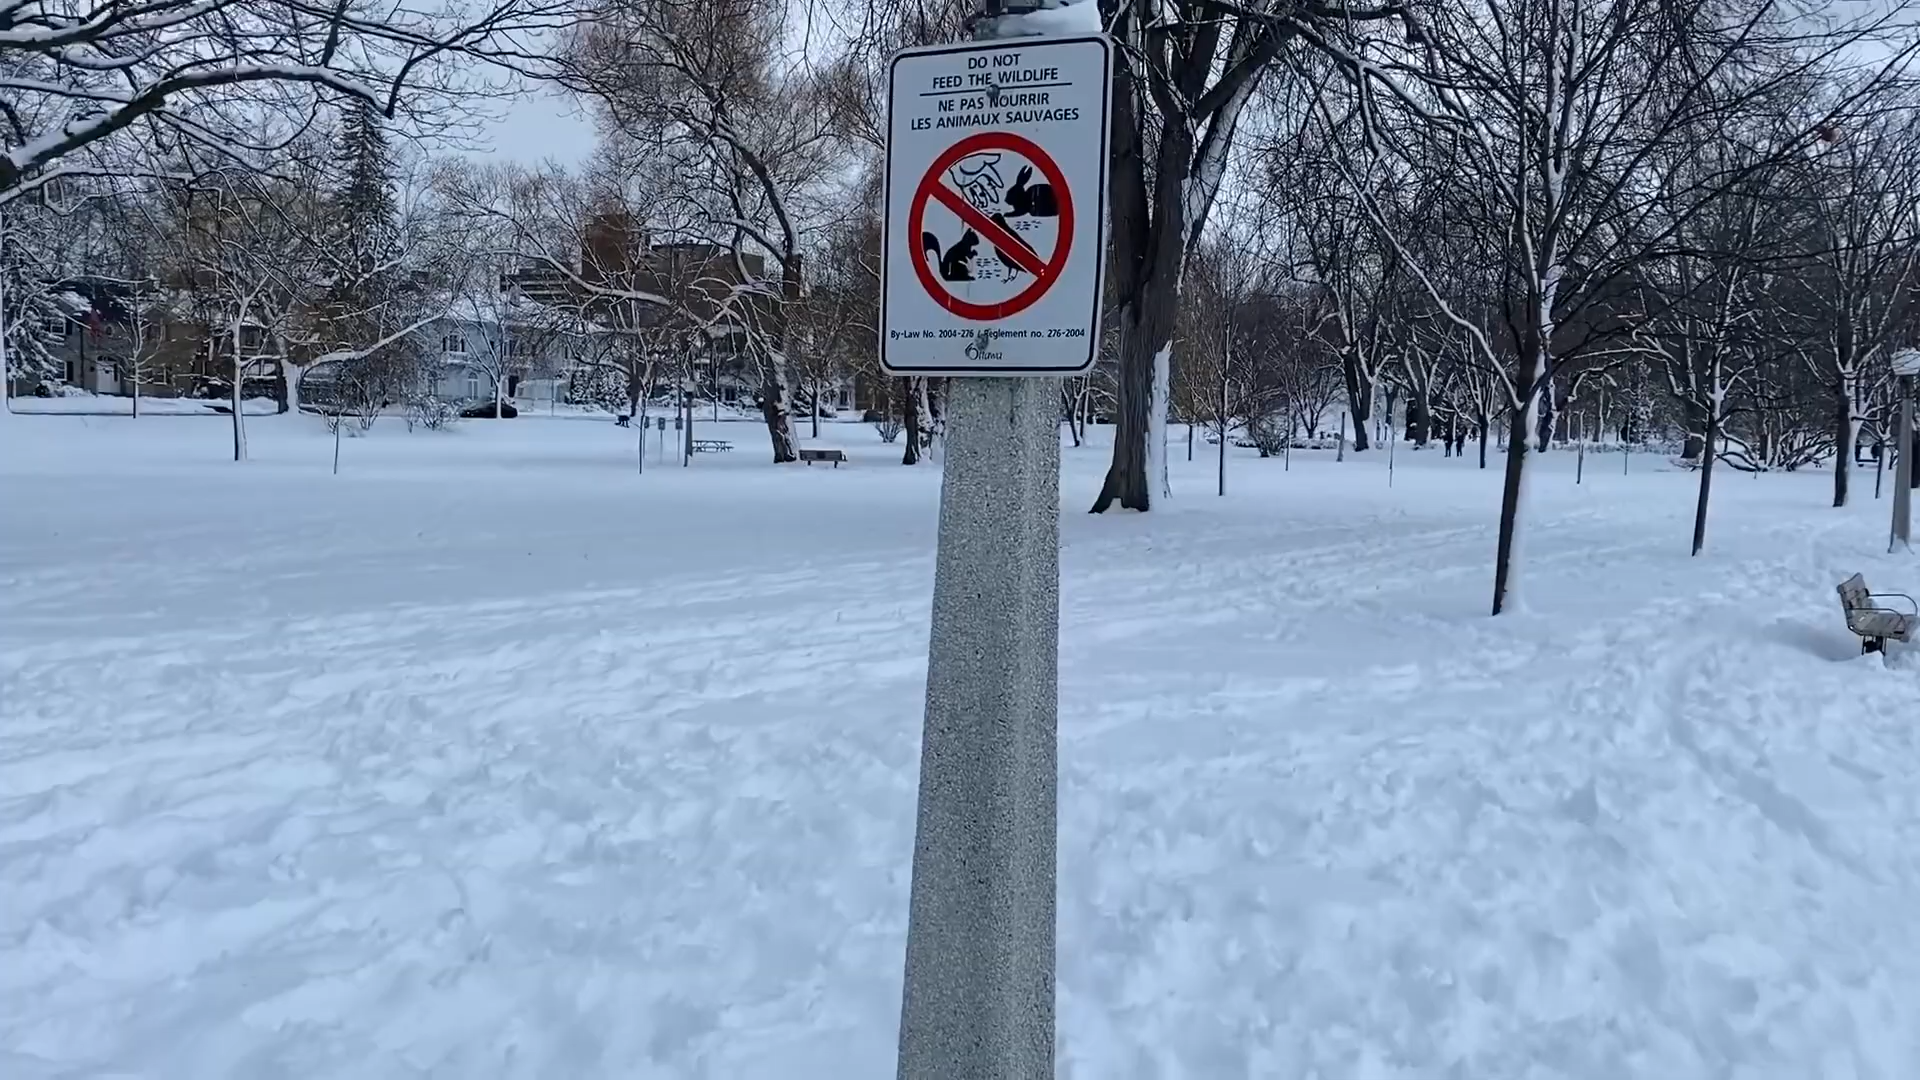 DO NOT
FEED THE WILDLIFE
NE PAS NOURRIR
LES ANIMAUX SAUVAGES
By-Law No. 2004-276 / Règlement no. 276-2004
Ottawa